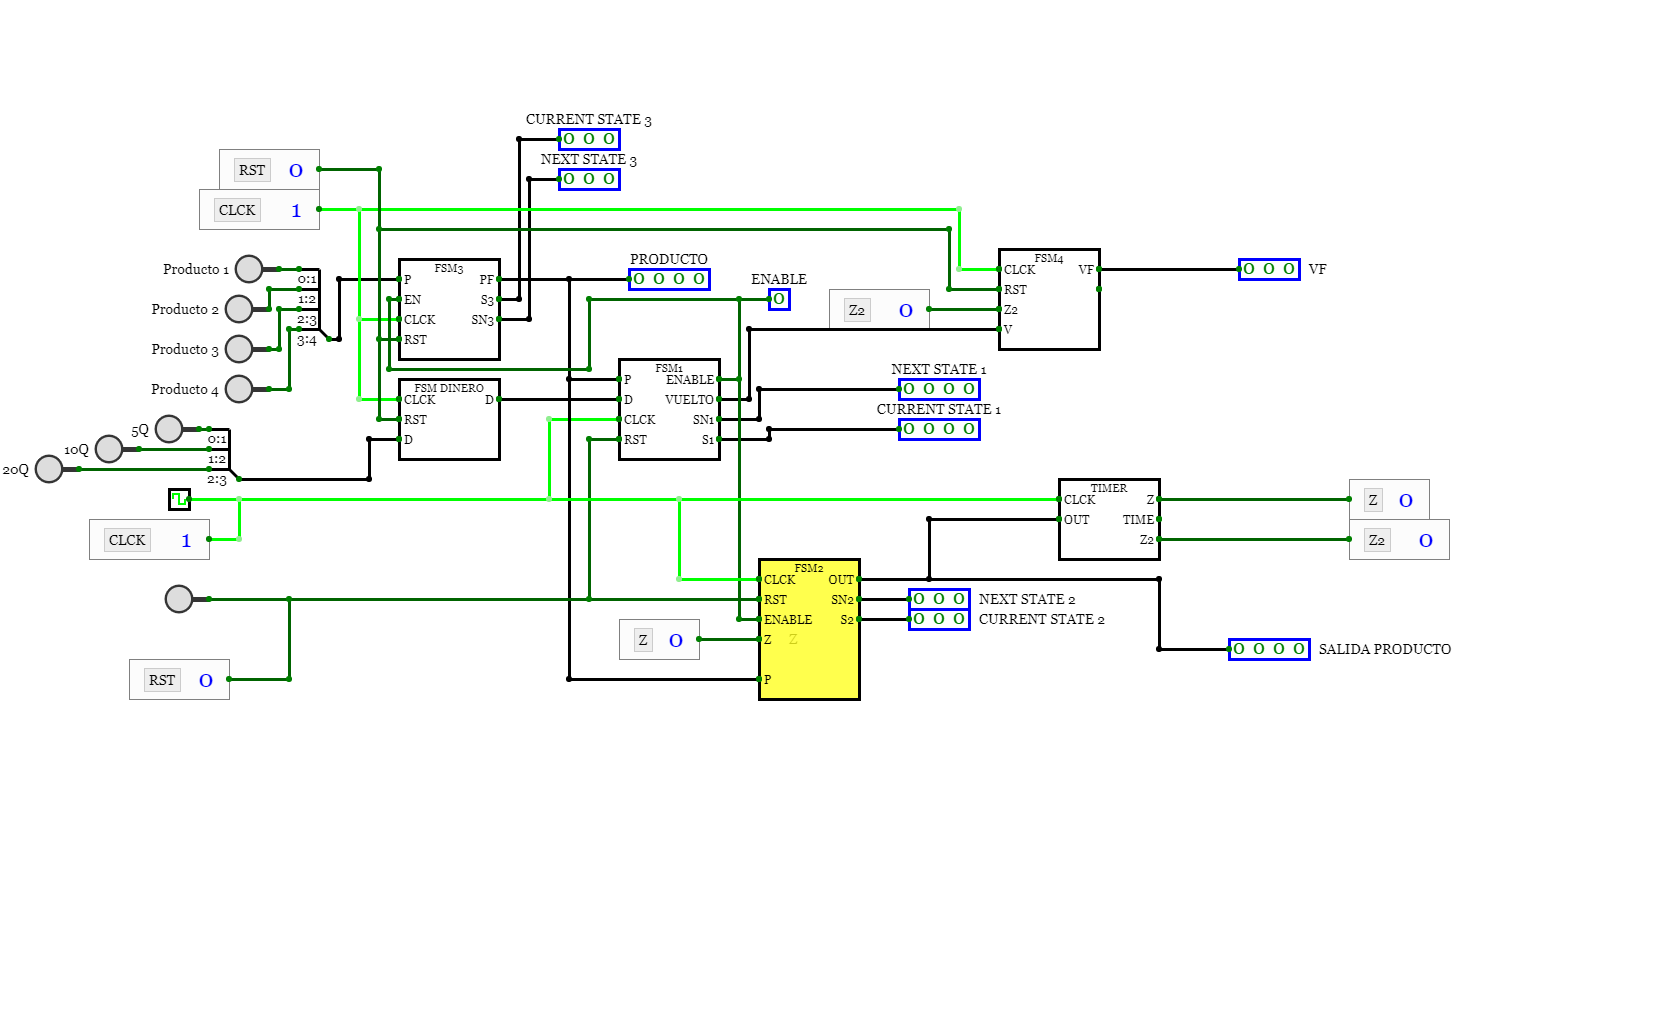 CURRENT STATE 3
0 0 0
NEXT STATE 3
0 0 0
RST 0
CLCK 1
Producto 1
Producto 2
Producto 3
Producto 4
0:1
1:2
2:3
3:4
FSM3
P PF
EN S3
CLCK SN3
RST
PRODUCTO
0 0 0 0
ENABLE
0
Z2 0
FSM4
CLCK VF
RST
Z2
V
0 0 0 VF
FSM DINERO
CLCK D
RST
D
FSM1
P ENABLE
D VUELTO
CLCK SN1
RST S1
NEXT STATE 1
0 0 0 0
CURRENT STATE 1
0 0 0 0
5Q
10Q
20Q
0:1
1:2
2:3
CLCK 1
TIMER
CLCK Z
OUT TIME
Z2
Z 0
Z2 0
FSM2
CLCK OUT
RST SN2
ENABLE S2
Z Z
P
Z 0
0 0 0 NEXT STATE 2
0 0 0 CURRENT STATE 2
0 0 0 0 SALIDA PRODUCTO
RST 0